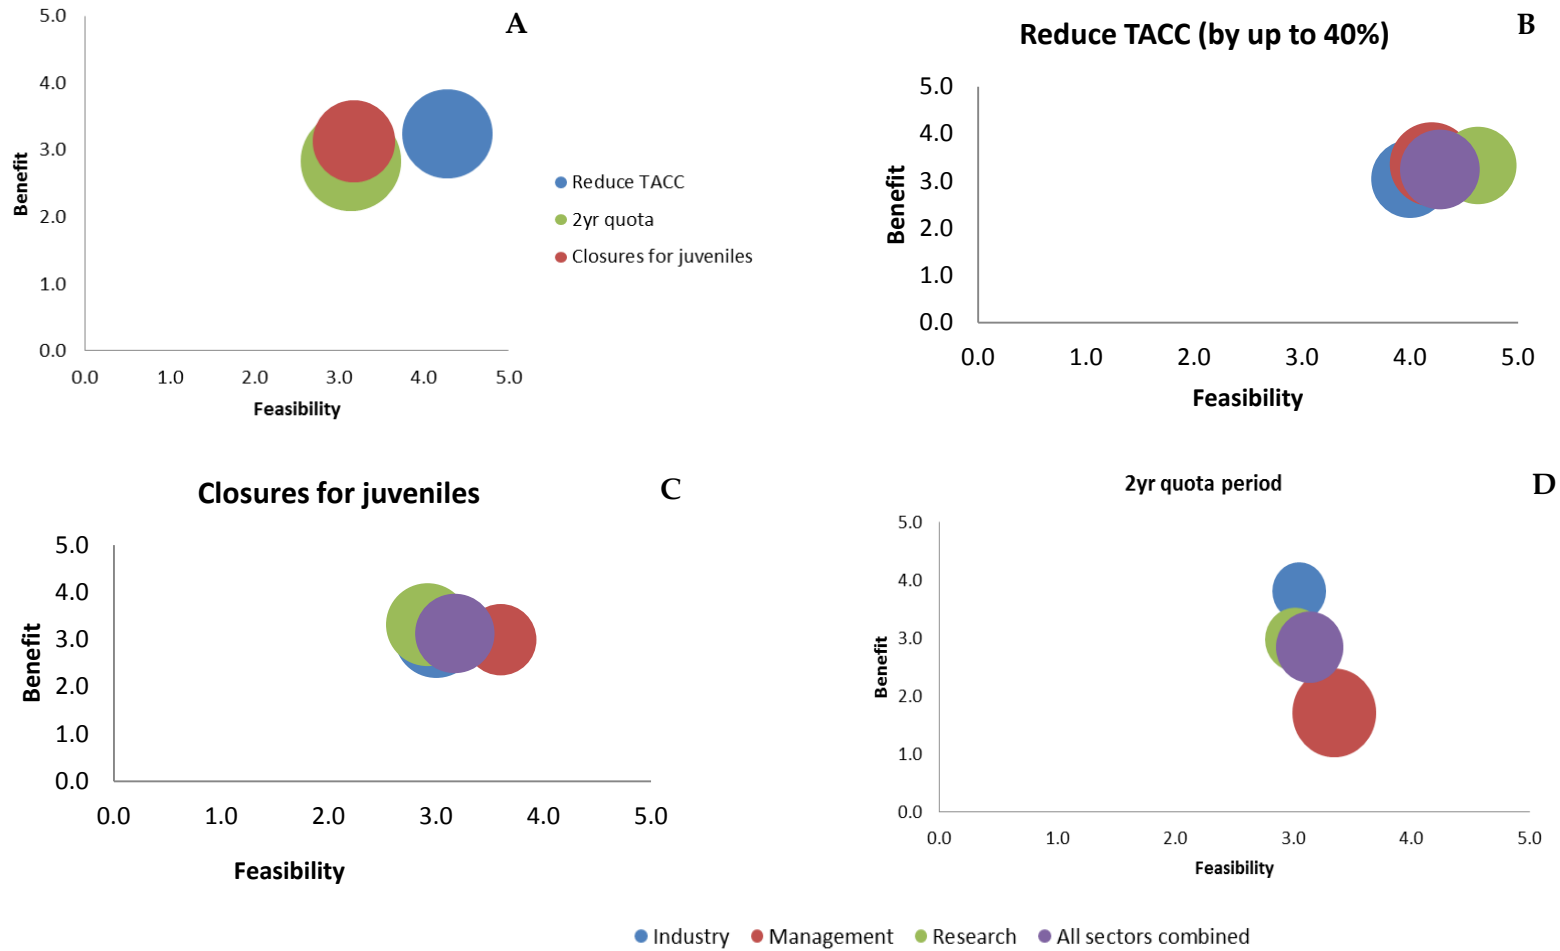 A
5.0
4.0
3.0
2.0
1.0
0.0
Benefit
0.0 1.0 2.0 3.0 4.0 5.0
Feasibility
Reduce TACC
2yr quota
Closures for juveniles
Reduce TACC (by up to 40%)
B
5.0
4.0
3.0
2.0
1.0
0.0
Benefit
0.0 1.0 2.0 3.0 4.0 5.0
Feasibility
Closures for juveniles
C
5.0
4.0
3.0
2.0
1.0
0.0
Benefit
0.0 1.0 2.0 3.0 4.0 5.0
Feasibility
2yr quota period
D
5.0
4.0
3.0
2.0
1.0
0.0
Benefit
0.0 1.0 2.0 3.0 4.0 5.0
Feasibility
Industry Management Research All sectors combined